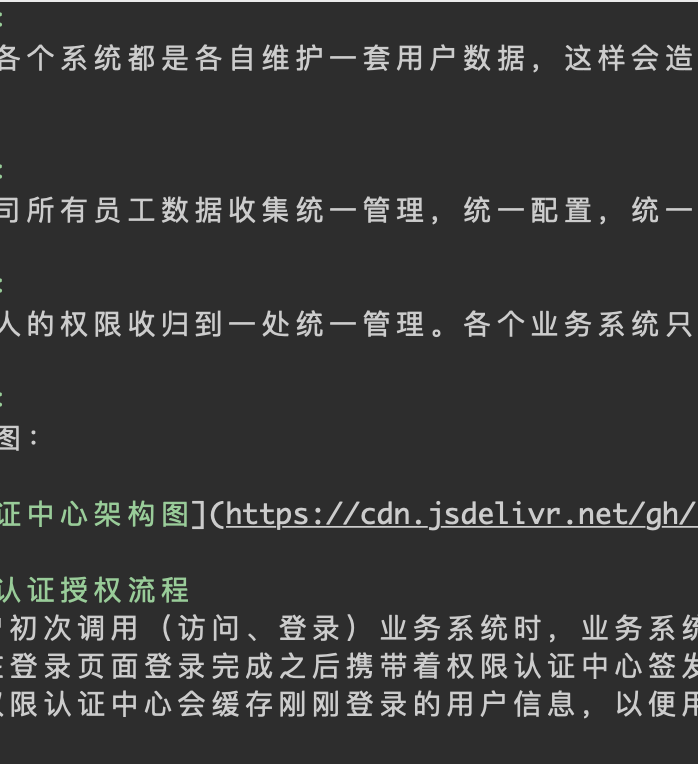 :
各个系统都是各自维护一套用户数据，这样会造
:
司所有员工数据收集统一管理，统一配置，统一
:
人的权限收归到一处统一管理。各个业务系统只
:
图：
证中心架构图](https://cdn.jsdelivr.net/gh/
认证授权流程
初次调用（访问、登录）业务系统时，业务系统
登录页面登录完成之后携带着权限认证中心签发
权限认证中心会缓存刚刚登录的用户信息，以便用